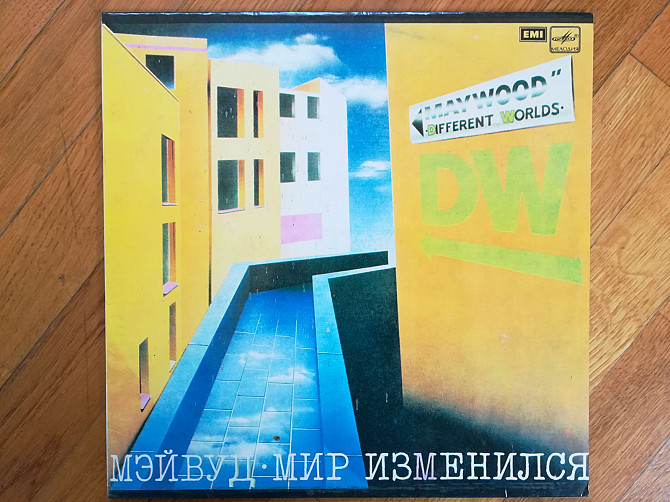 EMI
МЕЛОДИЯ
"MAYWOOD"
·DIFFERENT WORLDS·
DW
МЭЙВУД·МИР ИЗМЕНИЛСЯ